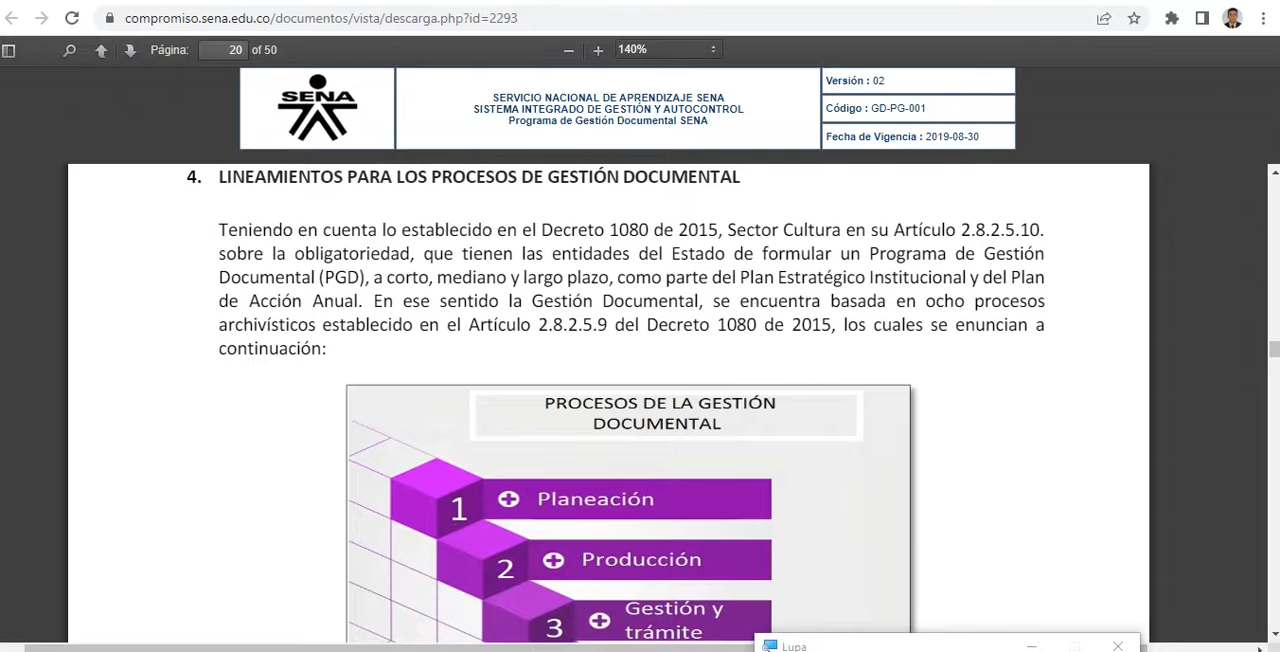 compromiso.sena.edu.co/documentos/vista/descarga.php?id=2293
Página: 20 of 50
140%
SENA
SERVICIO NACIONAL DE APRENDIZAJE SENA
SISTEMA INTEGRADO DE GESTIÓN Y AUTOCONTROL
Programa de Gestión Documental SENA
Versión : 02
Código : GD-PG-001
Fecha de Vigencia : 2019-08-30
4. LINEAMIENTOS PARA LOS PROCESOS DE GESTIÓN DOCUMENTAL
Teniendo en cuenta lo establecido en el Decreto 1080 de 2015, Sector Cultura en su Artículo 2.8.2.5.10.
sobre la obligatoriedad, que tienen las entidades del Estado de formular un Programa de Gestión
Documental (PGD), a corto, mediano y largo plazo, como parte del Plan Estratégico Institucional y del Plan
de Acción Anual. En ese sentido la Gestión Documental, se encuentra basada en ocho procesos
archivísticos establecido en el Artículo 2.8.2.5.9 del Decreto 1080 de 2015, los cuales se enuncian a
continuación:
PROCESOS DE LA GESTIÓN
DOCUMENTAL
1 Planeación
2 Producción
3 Gestión y
trámite
Lupa